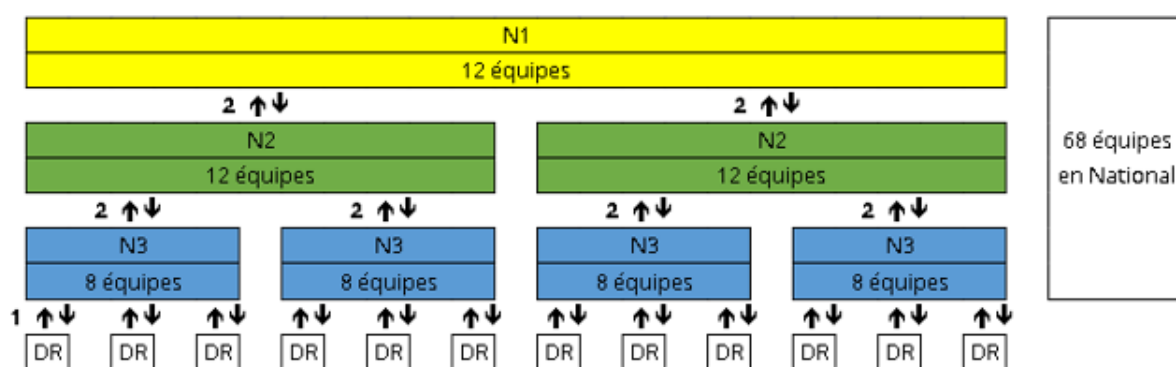 N1
12 équipes
2 2
N2 N2
12 équipes 12 équipes
68 équipes
en National
2 2 2 2
N3 N3 N3 N3
8 équipes 8 équipes 8 équipes 8 équipes
1
DR DR DR DR DR DR DR DR DR DR DR DR